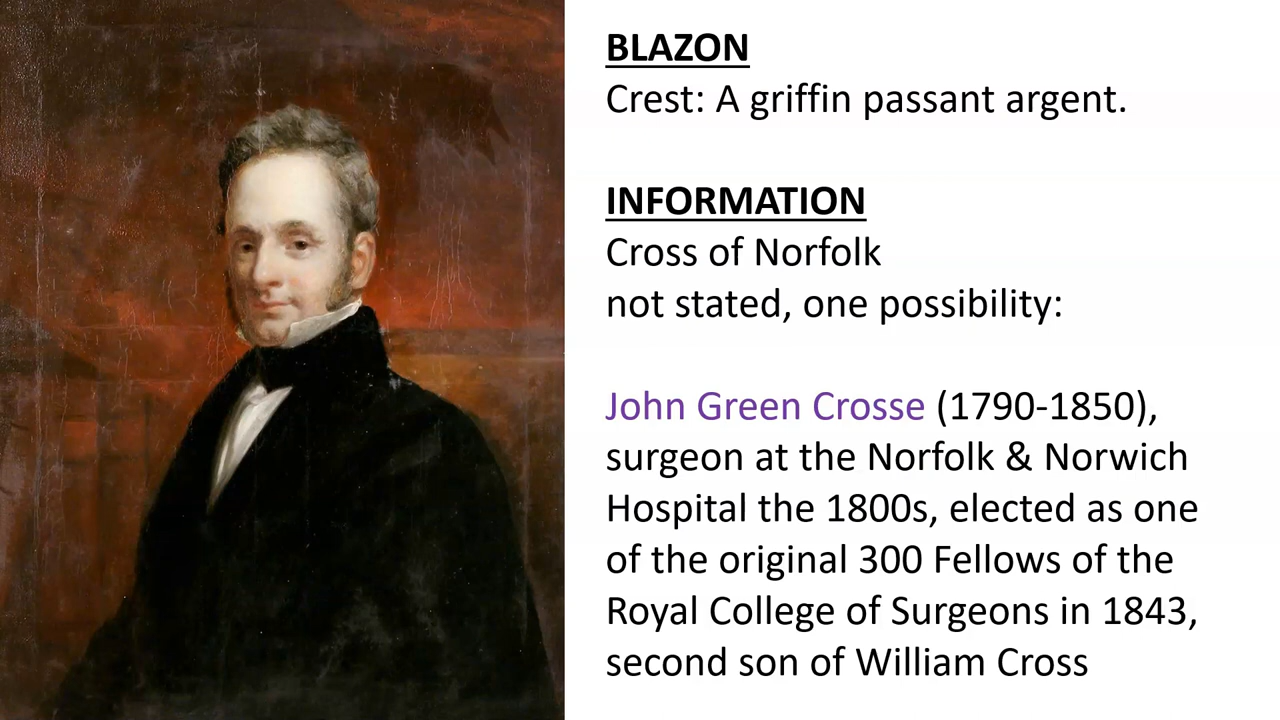 BLAZON
Crest: A griffin passant argent.
INFORMATION
Cross of Norfolk
not stated, one possibility:
John Green Crosse (1790-1850),
surgeon at the Norfolk & Norwich
Hospital the 1800s, elected as one
of the original 300 Fellows of the
Royal College of Surgeons in 1843,
second son of William Cross